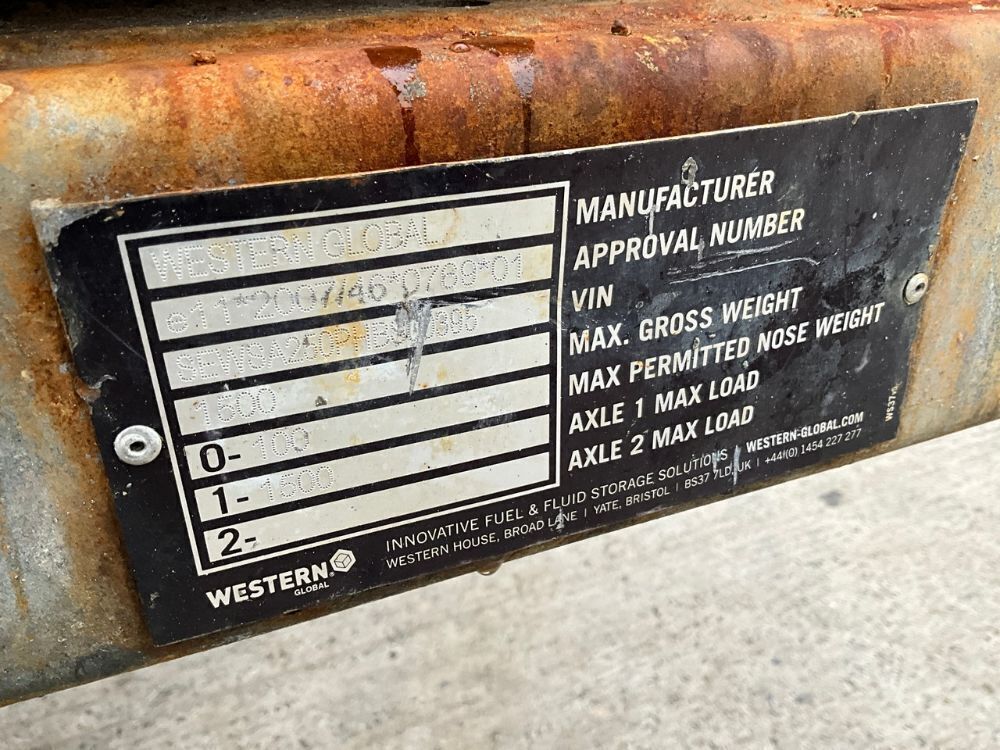 WESTERN GLOBAL MANUFACTURER
e11*2007/46*0769*01 APPROVAL NUMBER
VIN
1500 MAX. GROSS WEIGHT
0- 100 MAX PERMITTED NOSE WEIGHT
1- 1500 AXLE 1 MAX LOAD
2- AXLE 2 MAX LOAD
WESTERN GLOBAL
INNOVATIVE FUEL & FLUID STORAGE SOLUTIONS | WESTERN-GLOBAL.COM
WESTERN HOUSE, BROAD LANE | YATE, BRISTOL | BS37 7LD, UK | +44(0) 1454 227 277